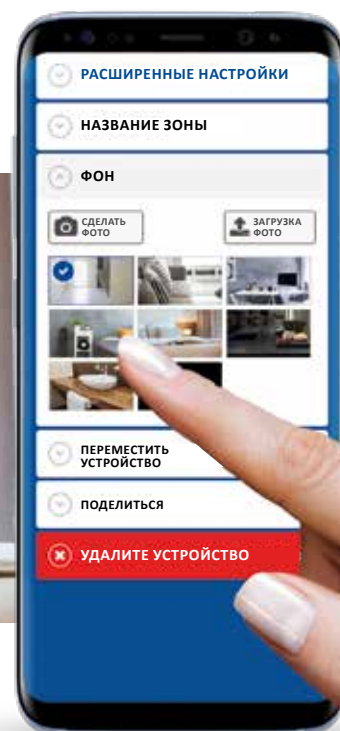 РАСШИРЕННЫЕ НАСТРОЙКИ
НАЗВАНИЕ ЗОНЫ
ФОН
СДЕЛАТЬ
ФОТО
ЗАГРУЗКА
ФОТО
ПЕРЕМЕСТИТЬ
УСТРОЙСТВО
ПОДЕЛИТЬСЯ
УДАЛИТЕ УСТРОЙСТВО